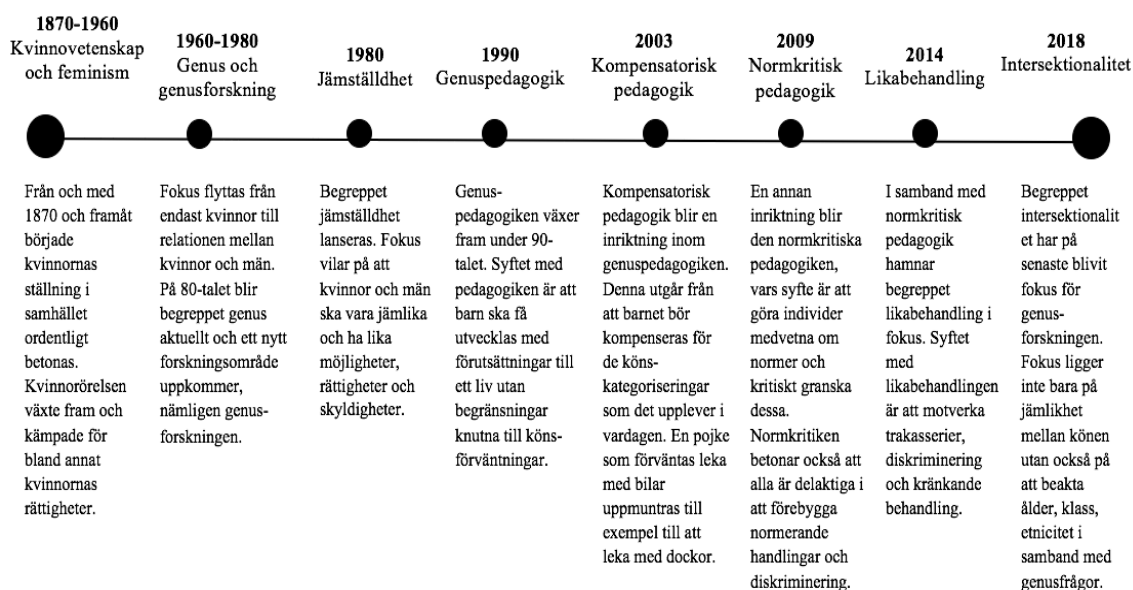 1870-1960
Kvinnovetenskap
och feminism
1960-1980
Genus och
genusforskning
1980
Jämställdhet
1990
Genuspedagogik
2003
Kompensatorisk
pedagogik
2009
Normkritisk
pedagogik
2014
Likabehandling
2018
Intersektionalitet
Från och med
1870 och framåt
började
kvinnornas
ställning i
samhället
ordentligt
betonas.
Kvinnorörelsen
växte fram och
kämpade för
bland annat
kvinnornas
rättigheter.
Fokus flyttas från
endast kvinnor till
relationen mellan
kvinnor och män.
På 80-talet blir
begreppet genus
aktuellt och ett nytt
forskningsområde
uppkommer,
nämligen genus-
forskningen.
Begreppet
jämställdhet
lanseras. Fokus
vilar på att
kvinnor och män
ska vara jämlika
och ha lika
möjligheter,
rättigheter och
skyldigheter.
Genus-
pedagogiken växer
fram under 90-
talet. Syftet med
pedagogiken är att
barn ska få
utvecklas med
förutsättningar till
ett liv utan
begränsningar
knutna till köns-
förväntningar.
Kompensatorisk
pedagogik blir en
inriktning inom
genuspedagogiken.
Denna utgår från
att barnet bör
kompenseras för
de köns-
kategoriseringar
som det upplever i
vardagen. En pojke
som förväntas leka
med bilar
uppmuntras till
exempel till att
leka med dockor.
En annan
inriktning blir
den normkritiska
pedagogiken,
vars syfte är att
göra individer
medvetna om
normer och
kritiskt granska
dessa.
Normkritiken
betonar också att
alla är delaktiga i
att förebygga
normerande
handlingar och
diskriminering.
I samband med
normkritisk
pedagogik
hamnar
begreppet
likabehandling i
fokus. Syftet
med
likabehandlingen
är att motverka
trakasserier,
diskriminering
och kränkande
behandling.
Begreppet
intersektionalit
et har på
senaste blivit
fokus för
genus-
forskningen.
Fokus ligger
inte bara på
jämlikhet
mellan könen
utan också på
att beakta
ålder, klass,
etnicitet i
samband med
genusfrågor.